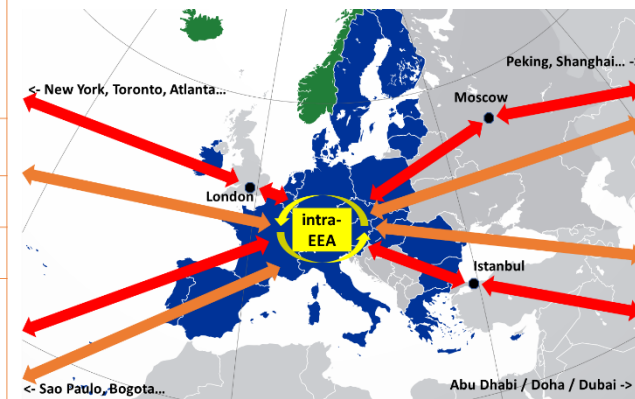 Peking, Shanghai... ->
<- New York, Toronto, Atlanta...
Moscow
London
intra-
EEA
Istanbul
<- Sao Paulo, Bogota...
Abu Dhabi / Doha / Dubai ->